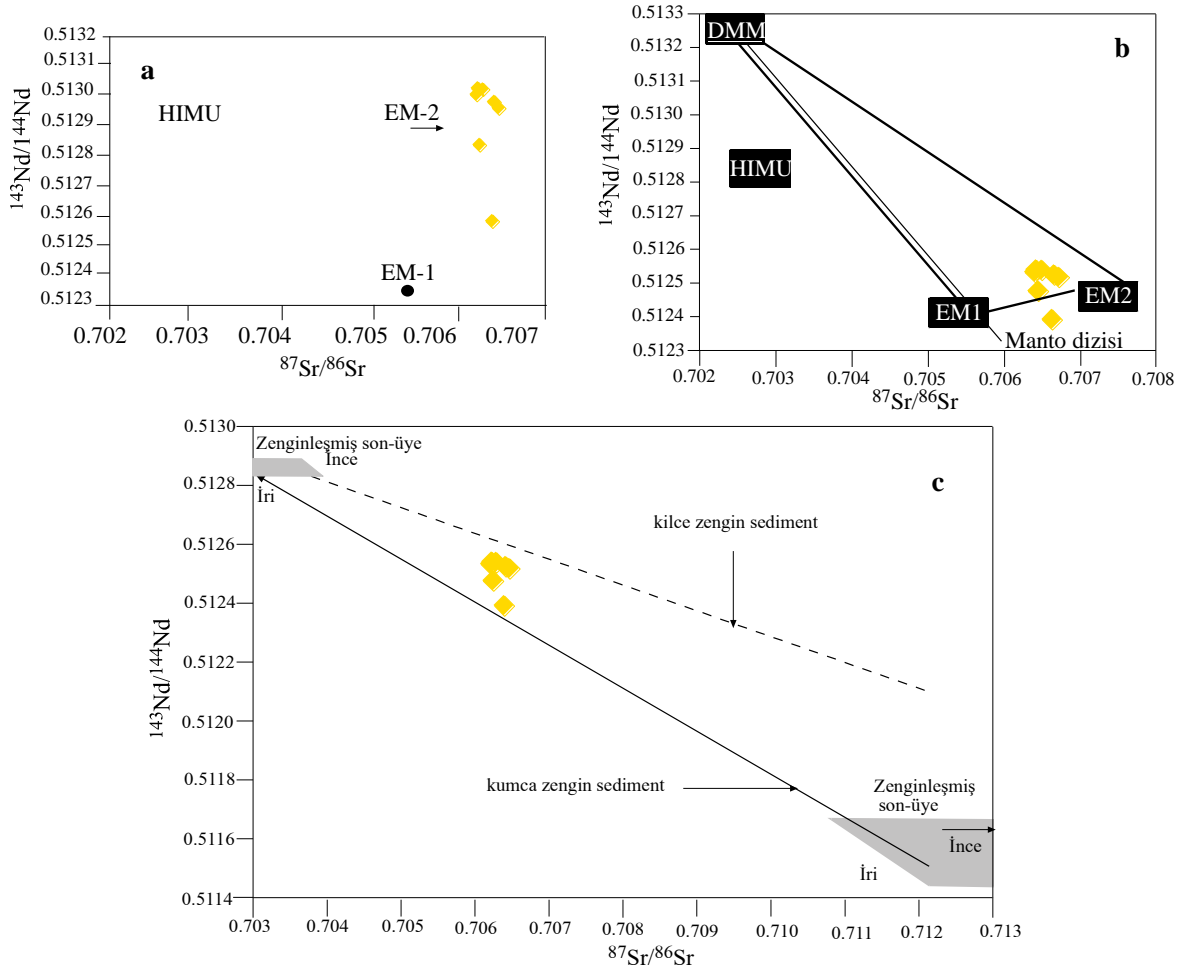 a
0.5132
0.5131
0.5130
0.5129
0.5128
0.5127
0.5126
0.5125
0.5124
0.5123
143Nd/144Nd
HIMU
EM-2
EM-1
0.702 0.703 0.704 0.705 0.706 0.707
87Sr/86Sr
b
0.5133
0.5132
0.5131
0.5130
0.5129
0.5128
0.5127
0.5126
0.5125
0.5124
0.5123
143Nd/144Nd
DMM
HIMU
EM1
EM2
Manto dizisi
0.702 0.703 0.704 0.705 0.706 0.707 0.708
87Sr/86Sr
c
0.5130
0.5128
0.5126
0.5124
0.5122
0.5120
0.5118
0.5116
0.5114
143Nd/144Nd
Zenginleşmiş son-üye
İnce
İri
kilce zengin sediment
kumca zengin sediment
Zenginleşmiş
son-üye
İnce
İri
0.703 0.704 0.705 0.706 0.707 0.708 0.709 0.710 0.711 0.712 0.713
87Sr/86Sr